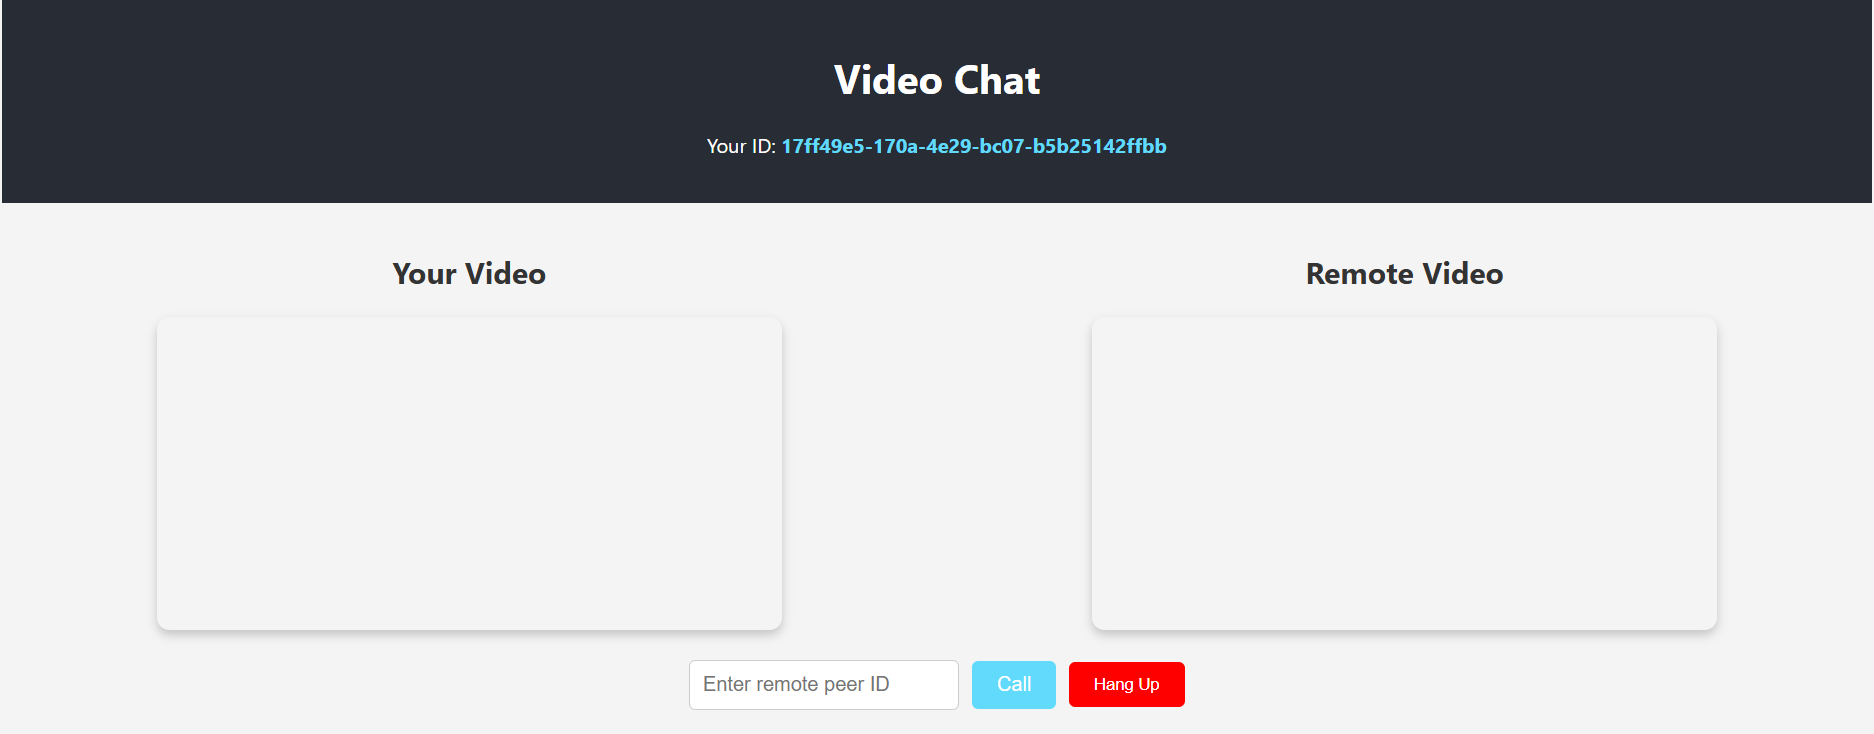 Video Chat
Your ID: 17ff49e5-170a-4e29-bc07-b5b25142ffbb
Your Video
Remote Video
Enter remote peer ID
Call
Hang Up